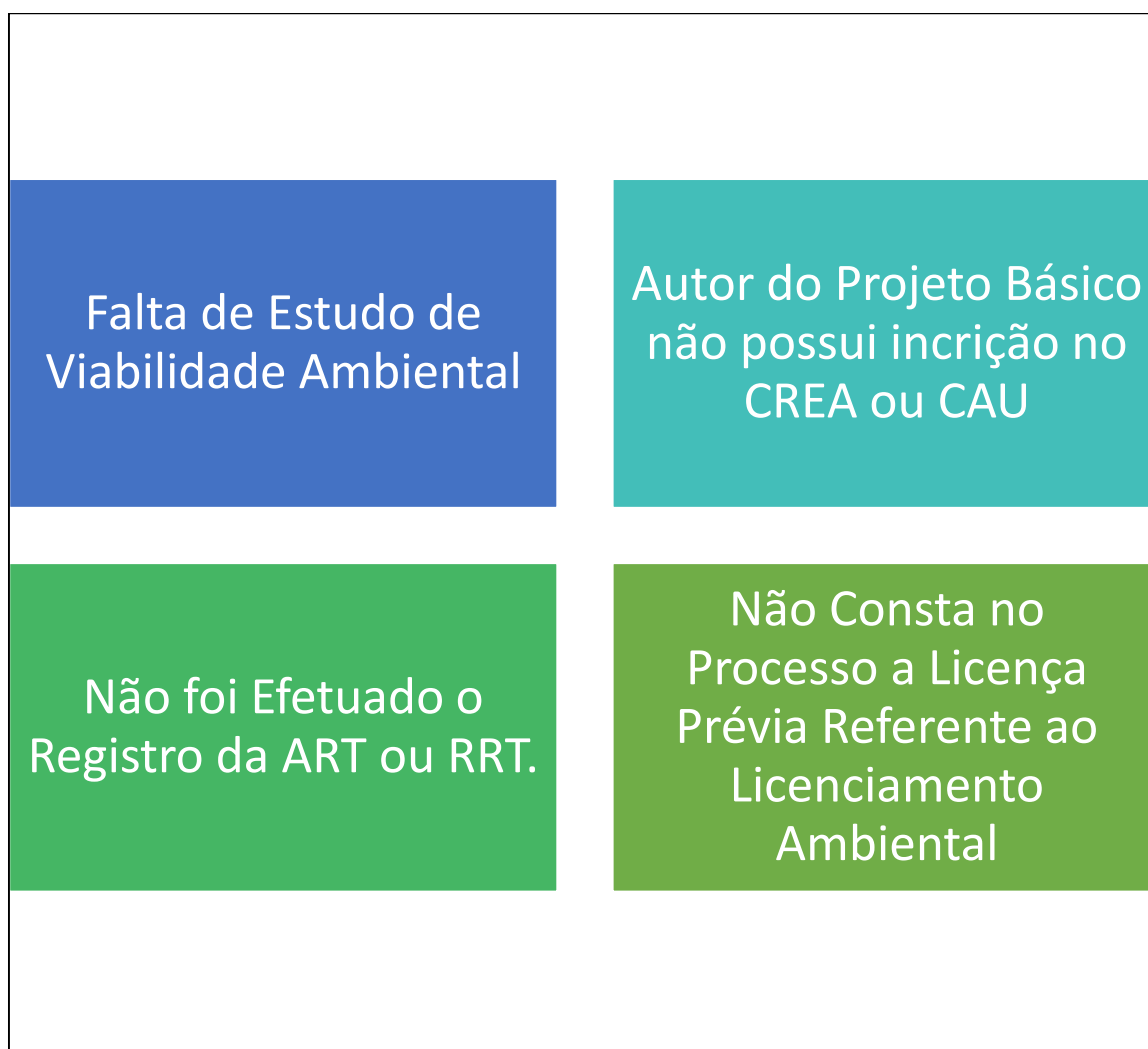 Falta de Estudo de
Viabilidade Ambiental
Autor do Projeto Básico
não possui incrição no
CREA ou CAU
Não foi Efetuado o
Registro da ART ou RRT.
Não Consta no
Processo a Licença
Prévia Referente ao
Licenciamento
Ambiental